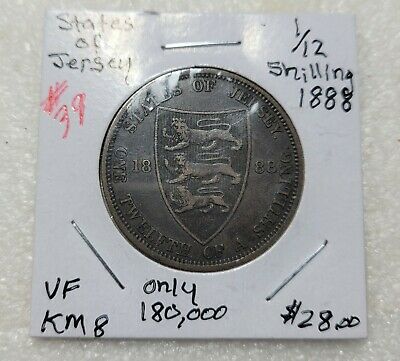 States
of
Jersey
#39
1/12
Shilling
1888
STATES OF JERSEY
18 88
ONE TWELFTH OF A SHILLING
VF
KM 8
only
180,000
$28.00